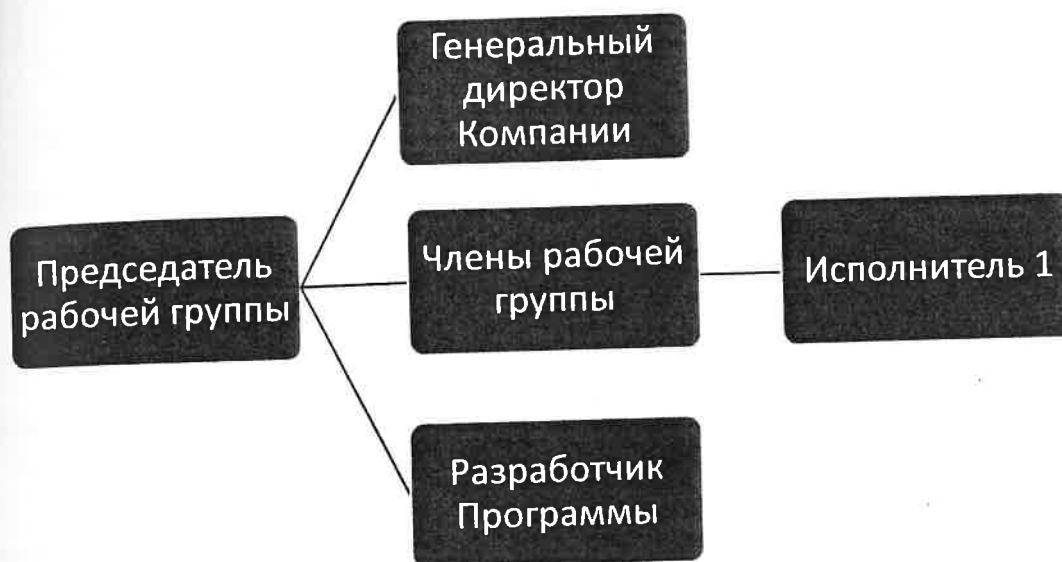 Генеральный
директор
Компании
Председатель
рабочей группы
Члены рабочей
группы
Исполнитель 1
Разработчик
Программы